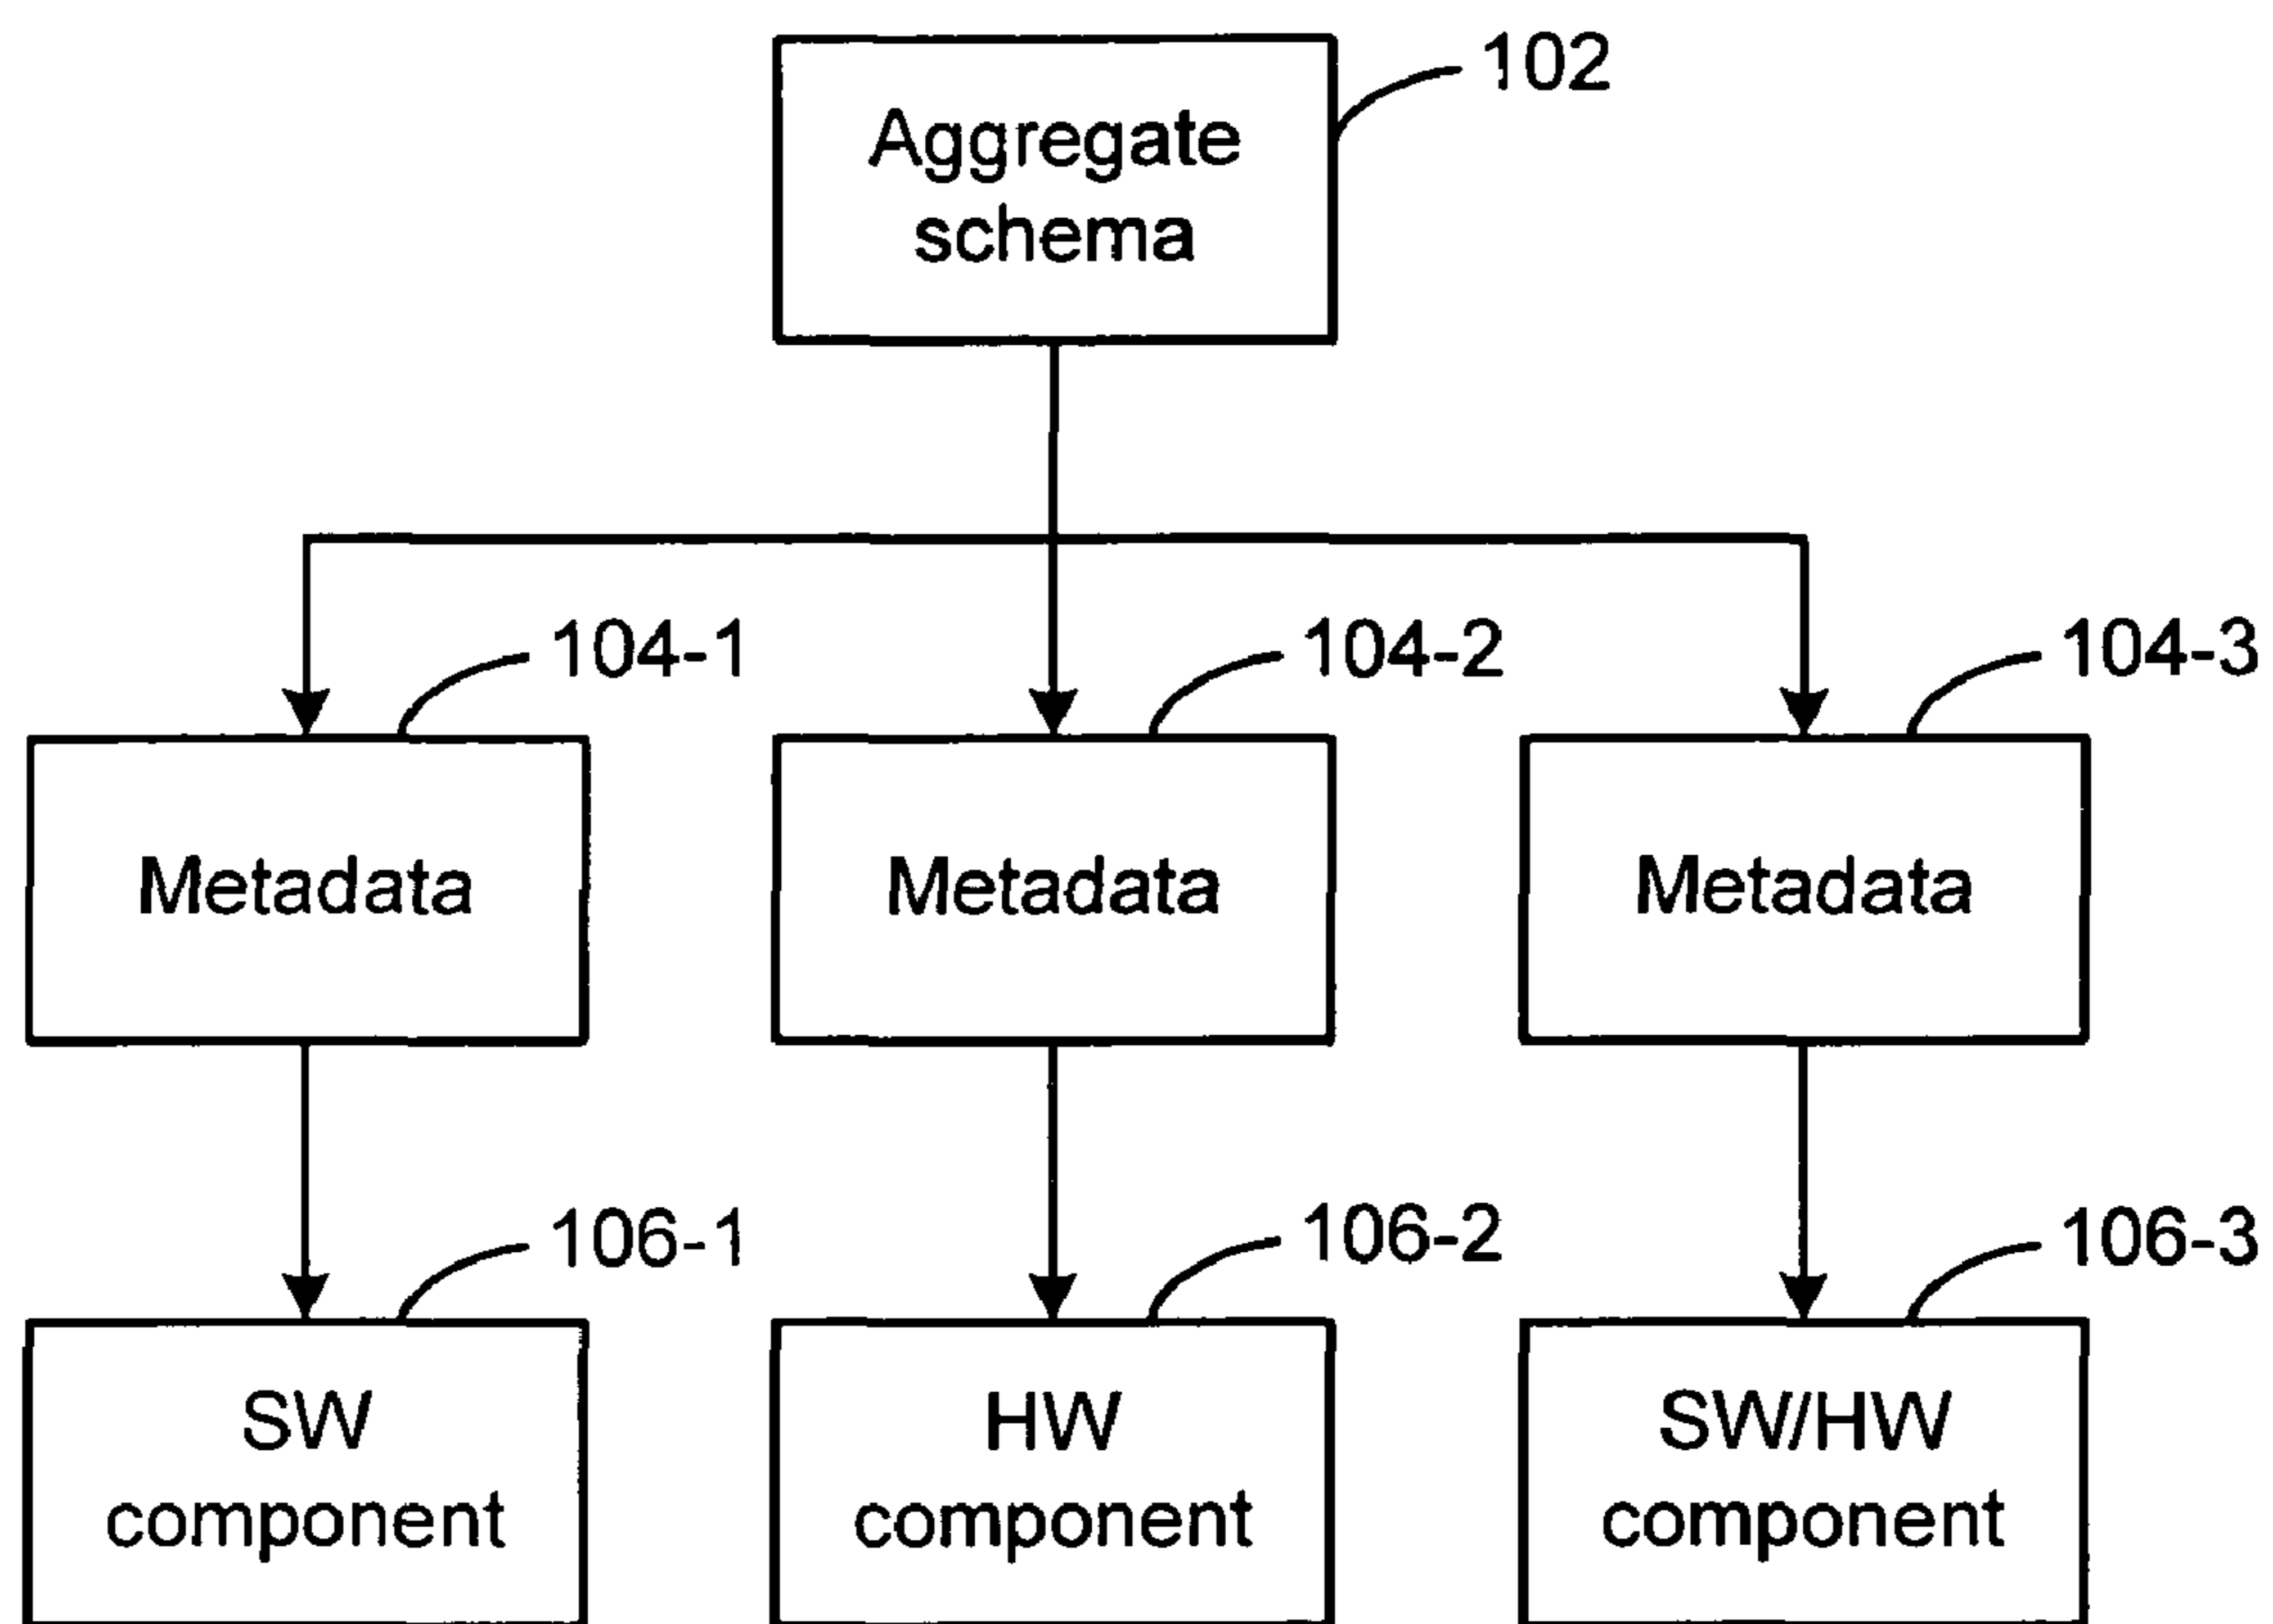 102
Aggregate
schema
104-1
104-2
104-3
Metadata
Metadata
Metadata
106-1
106-2
106-3
SW
component
HW
component
SW/HW
component